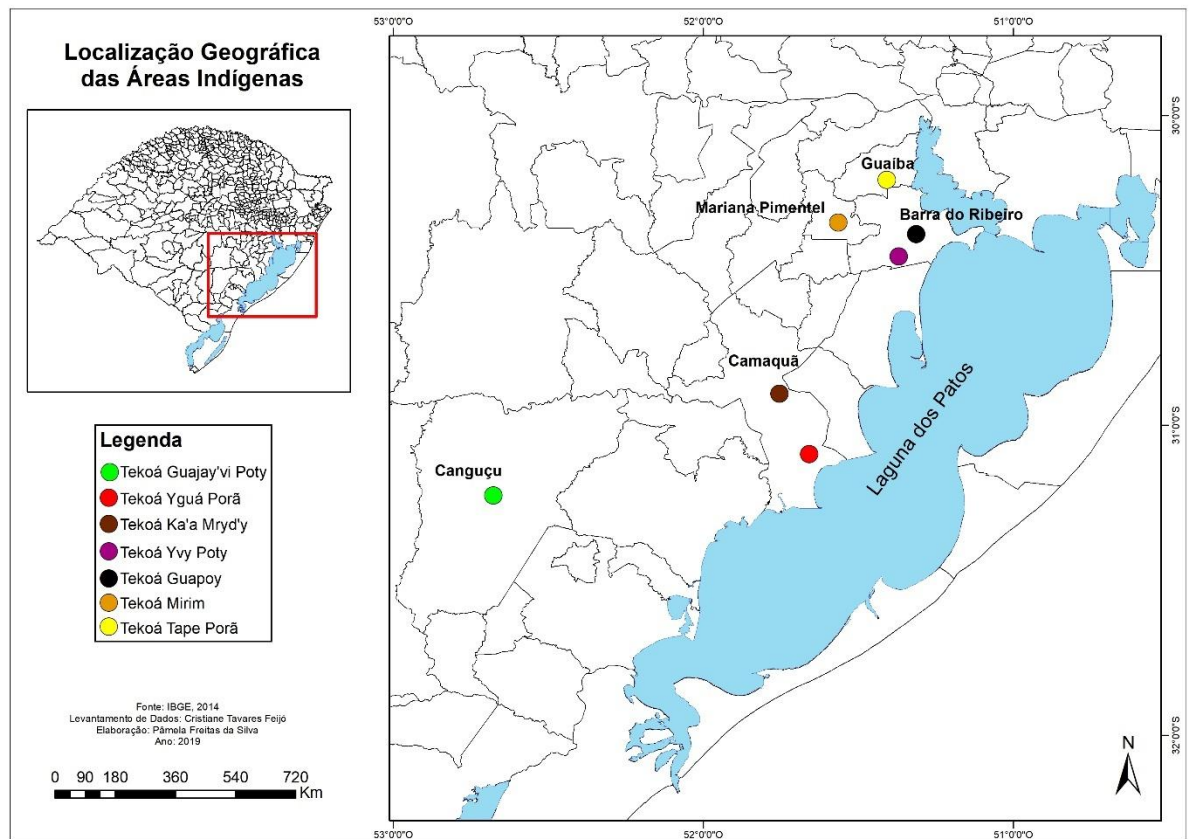 Localização Geográfica
das Áreas Indígenas
Legenda
Tekoá Guajay'vi Poty
Tekoá Yguá Porã
Tekoá Ka'a Mryd'y
Tekoá Yvy Poty
Tekoá Guapoy
Tekoá Mirim
Tekoá Tape Porã
Fonte: IBGE, 2014
Levantamento de Dados: Cristiane Tavares Feijó
Elaboração: Pâmela Freitas da Silva
Ano: 2019
0 90 180 360 540 720
Km
53°0'0"O 52°0'0"O 51°0'0"O
30°0'0"S
Guaíba
Mariana Pimentel
Barra do Ribeiro
Camaquã
Laguna dos Patos
31°0'0"S
Canguçu
32°0'0"S
N
53°0'0"O 52°0'0"O 51°0'0"O